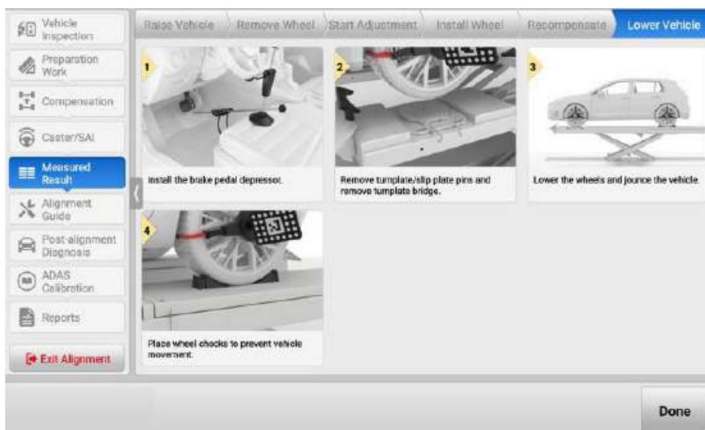 Vehicle
Inspection
Preparation
Work
Compensation
Caster/SAI
Measured
Result
Alignment
Guide
Post-alignment
Diagnosis
ADAS
Calibration
Reports
Exit Alignment
Raise Vehicle
Remove Wheel
Start Adjustment
Install Wheel
Recompensate
Lower Vehicle
1
Install the brake pedal depressor.
2
Remove turnplate/slip plate pins and
remove turnplate bridge.
3
Lower the wheels and jounce the vehicle.
4
Place wheel chocks to prevent vehicle
movement.
Done